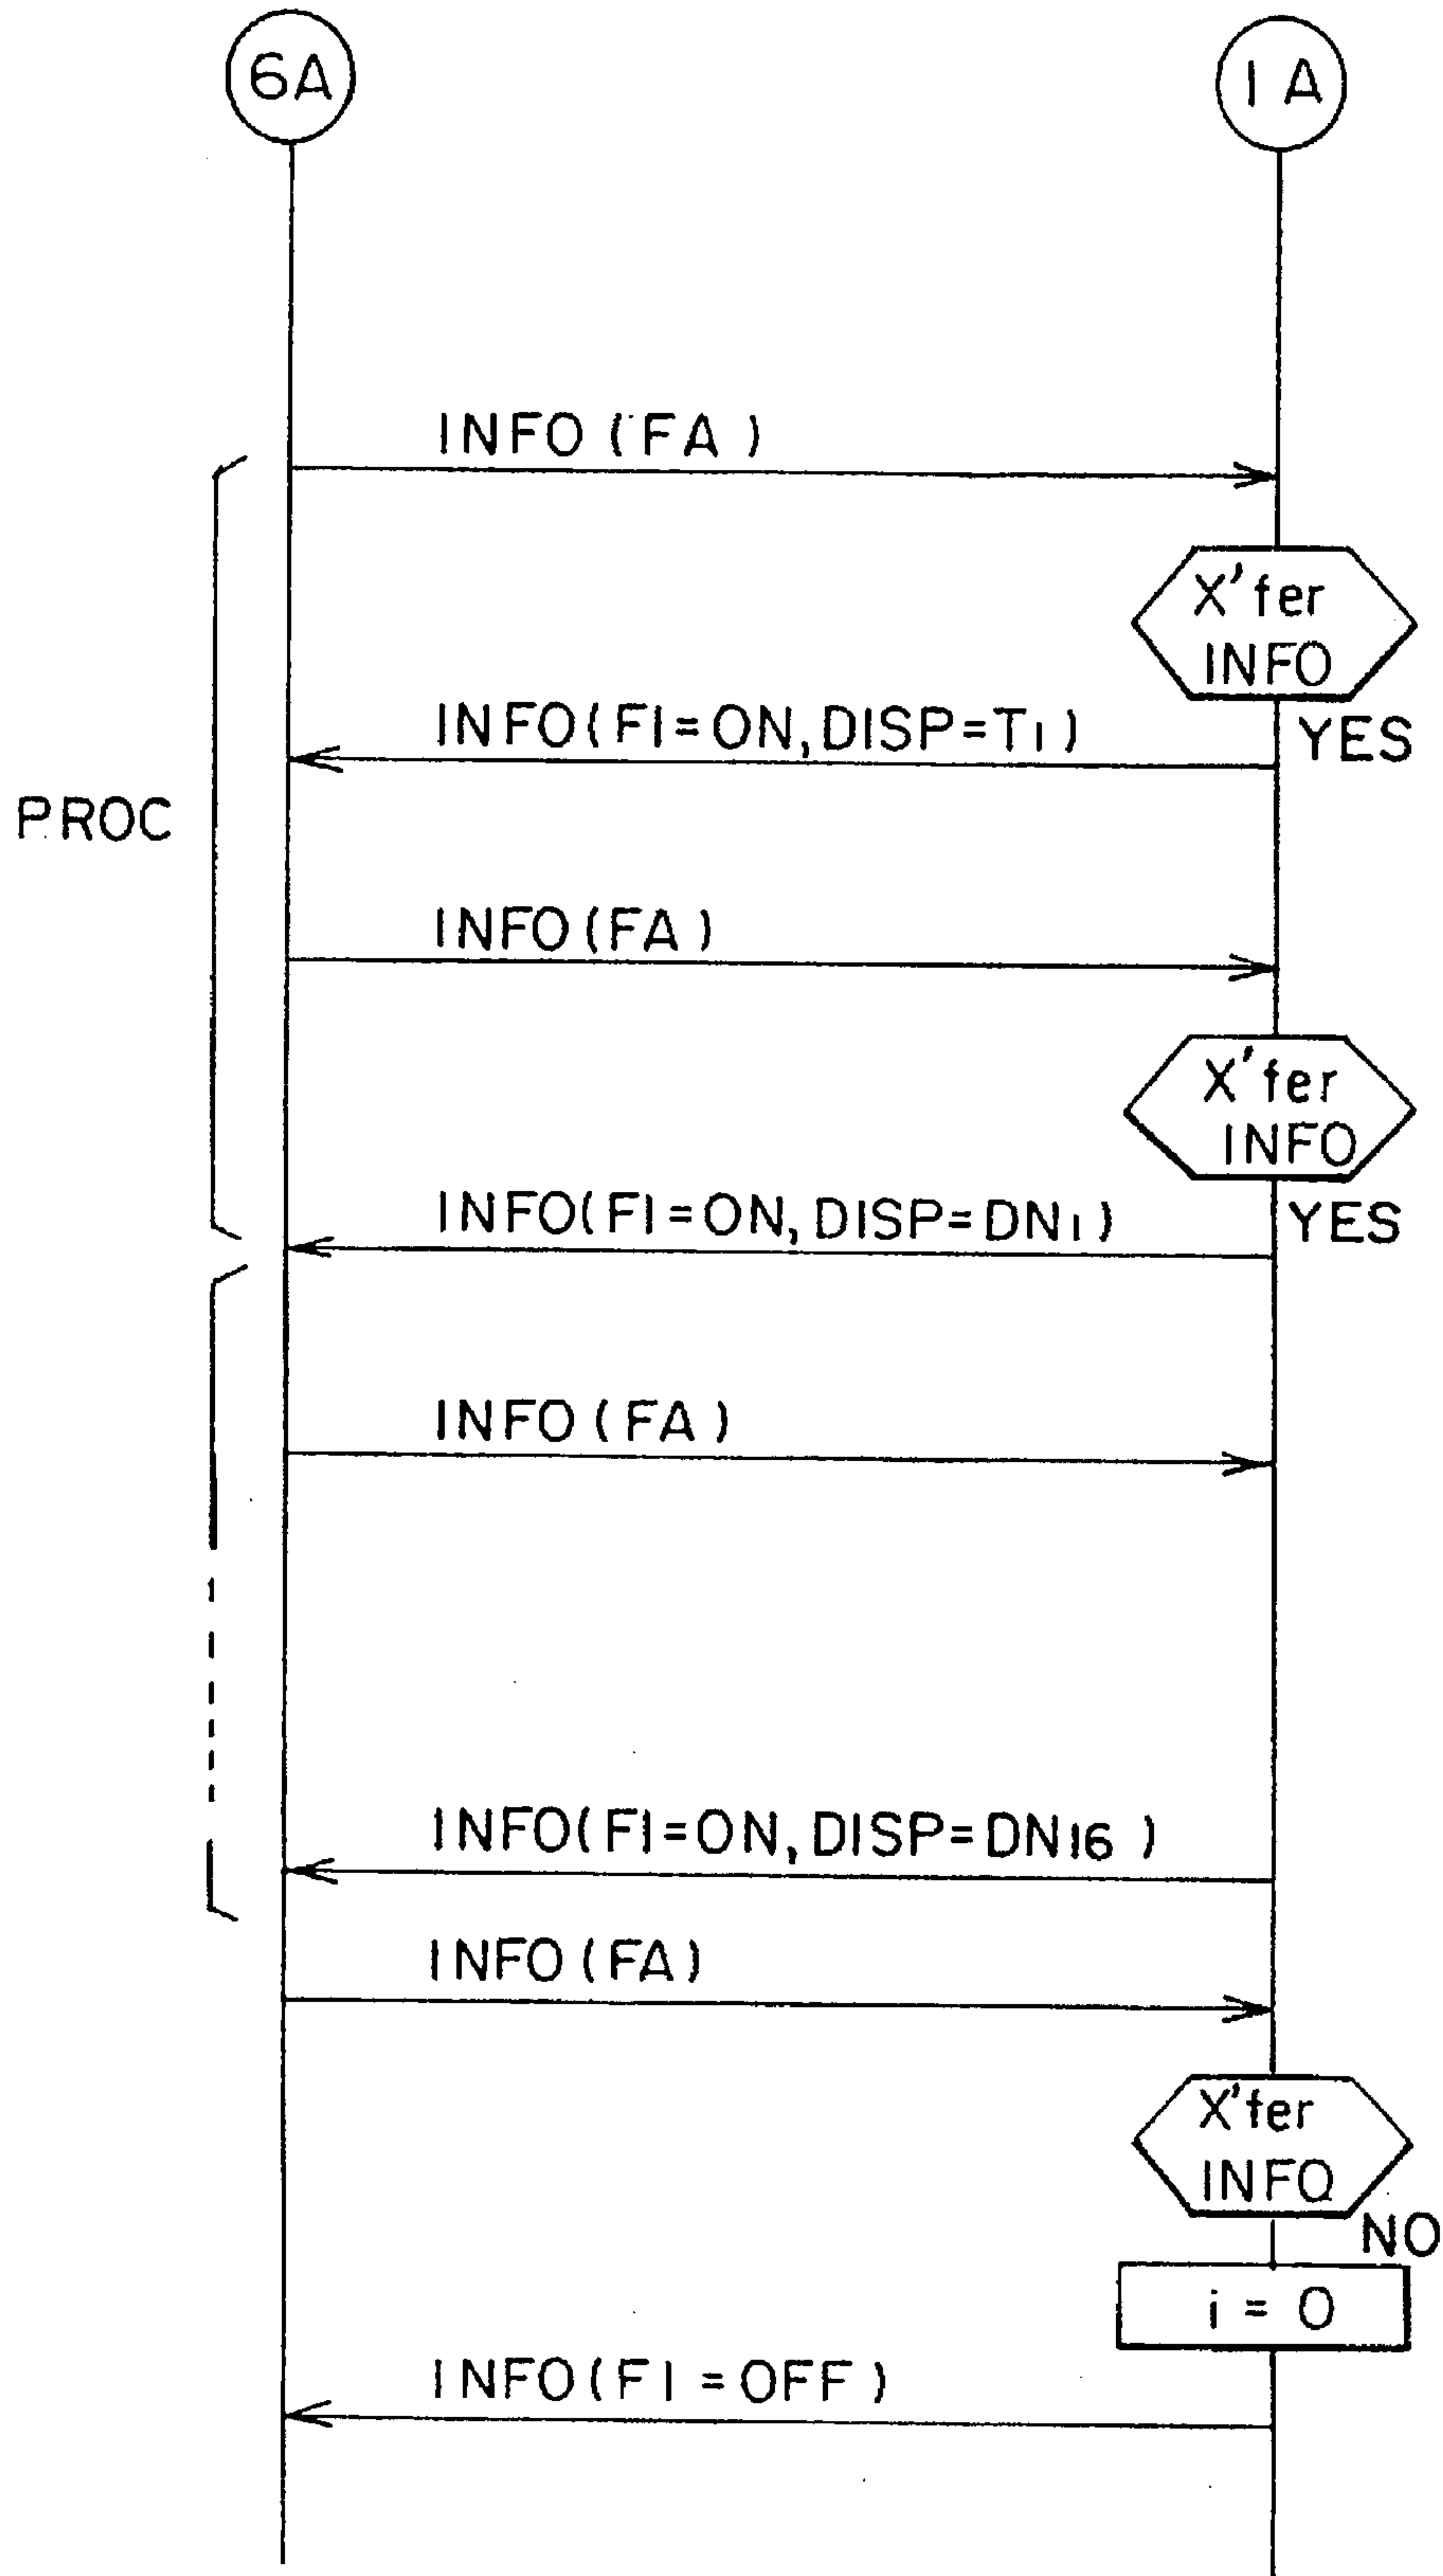 6A
1A
INFO (FA)
X'fer
INFO
INFO(FI=ON, DISP=T1)
YES
PROC
INFO(FA)
X'fer
INFO
INFO(FI=ON, DISP=DN1)
YES
INFO (FA)
INFO(FI=ON, DISP=DN16)
INFO (FA)
X'fer
INFO
NO
i = 0
INFO(FI=OFF)